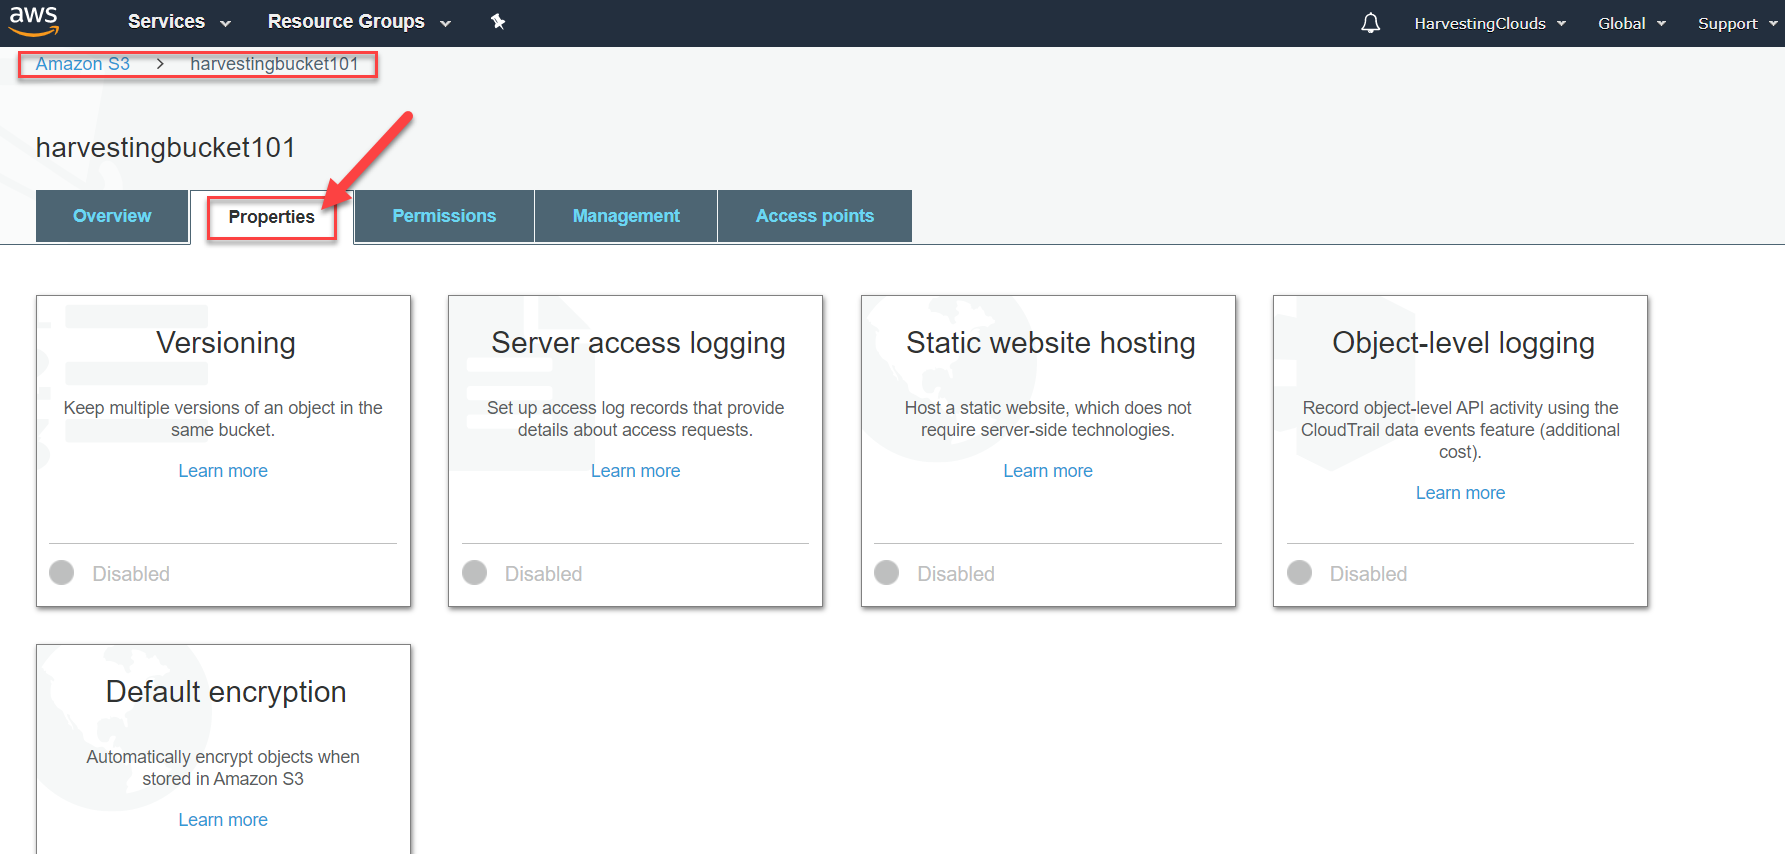 aws Services Resource Groups HarvestingClouds Global Support
Amazon S3 > harvestingbucket101
harvestingbucket101
Overview Properties Permissions Management Access points
Versioning
Keep multiple versions of an object in the
same bucket.
Learn more
Disabled
Server access logging
Set up access log records that provide
details about access requests.
Learn more
Disabled
Static website hosting
Host a static website, which does not
require server-side technologies.
Learn more
Disabled
Object-level logging
Record object-level API activity using the
CloudTrail data events feature (additional
cost).
Learn more
Disabled
Default encryption
Automatically encrypt objects when
stored in Amazon S3
Learn more